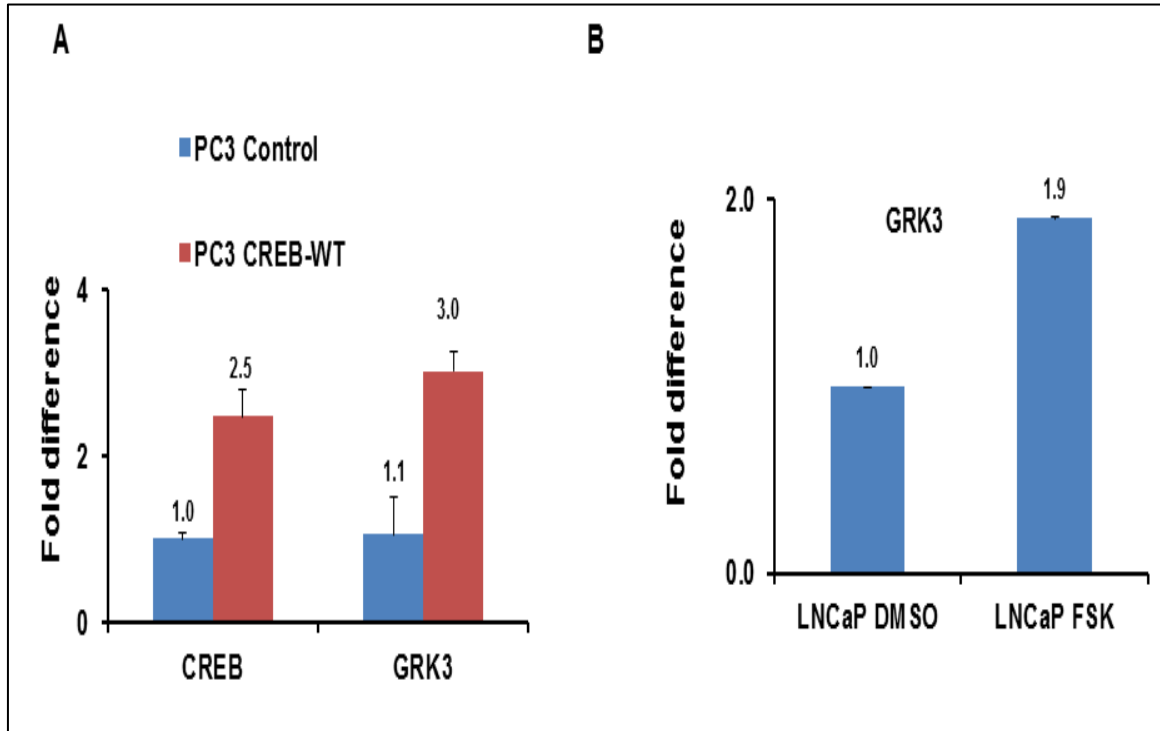 A
PC3 Control
PC3 CREB-WT
Fold difference
4
2
0
1.0
2.5
1.1
3.0
CREB
GRK3
B
GRK3
Fold difference
2.0
0.0
1.0
1.9
LNCaP DMSO
LNCaP FSK